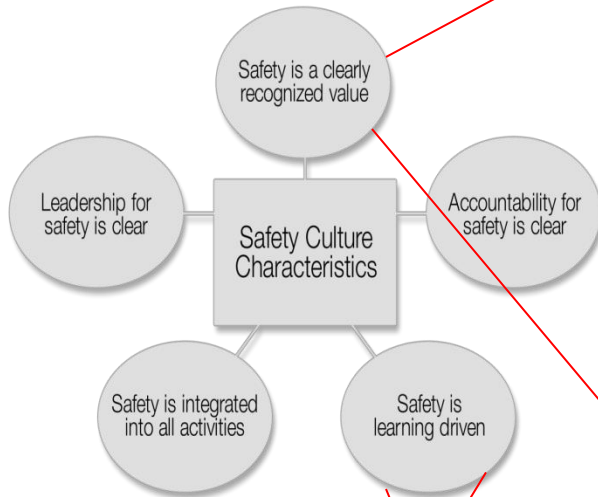 Safety is a clearly
recognized value
Leadership for
safety is clear
Safety Culture
Characteristics
Accountability for
safety is clear
Safety is integrated
into all activities
Safety is
learning driven